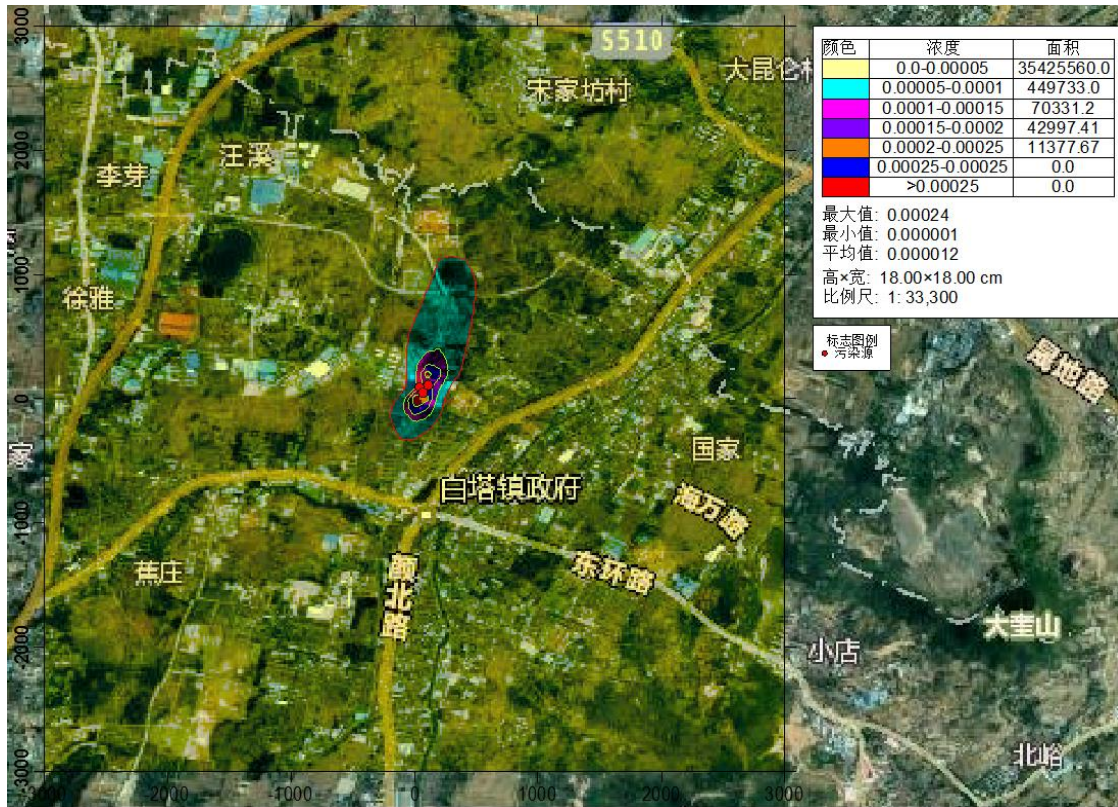 S510
大昆仑村
宋家坊村
汪溪
李芽
徐雅
国家
白塔镇政府
海万路
颜北路
东环路
蕉庄
小店
大奎山
北峪
3000
2000
1000
0
-1000
-2000
-3000
-3000
-2000
-1000
0
1000
2000
3000
颜色 浓度 面积
0.0-0.00005 35425560.0
0.00005-0.0001 449733.0
0.0001-0.00015 70331.2
0.00015-0.0002 42997.41
0.0002-0.00025 11377.67
0.00025-0.00025 0.0
>0.00025 0.0
最大值: 0.00024
最小值: 0.000001
平均值: 0.000012
高×宽: 18.00×18.00 cm
比例尺: 1: 33,300
标志图例
污染源